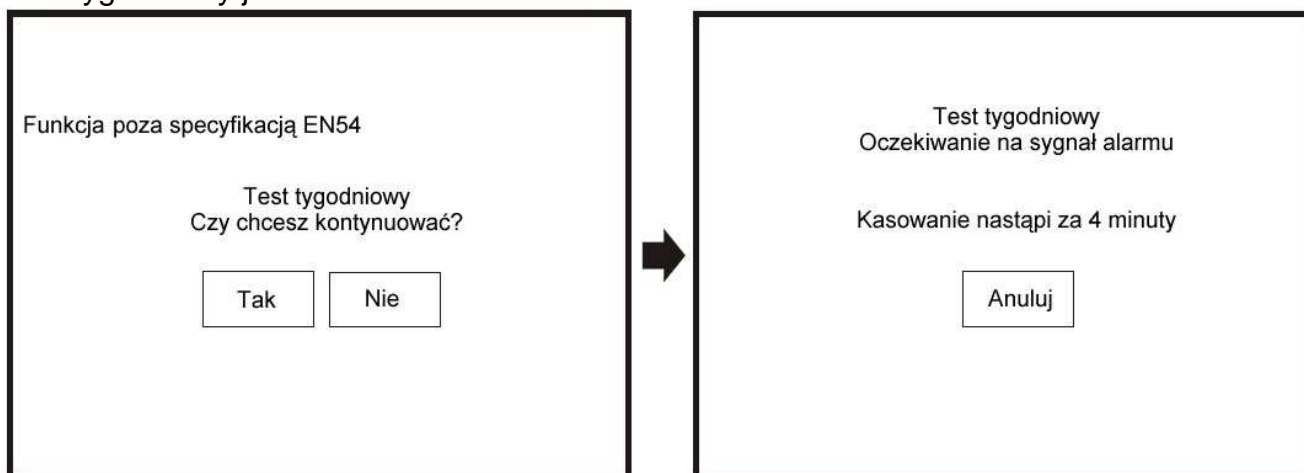 Funkcja poza specyfikacją EN54
Test tygodniowy
Czy chcesz kontynuować?
Tak
Nie
Test tygodniowy
Oczekiwanie na sygnał alarmu
Kasowanie nastąpi za 4 minuty
Anuluj